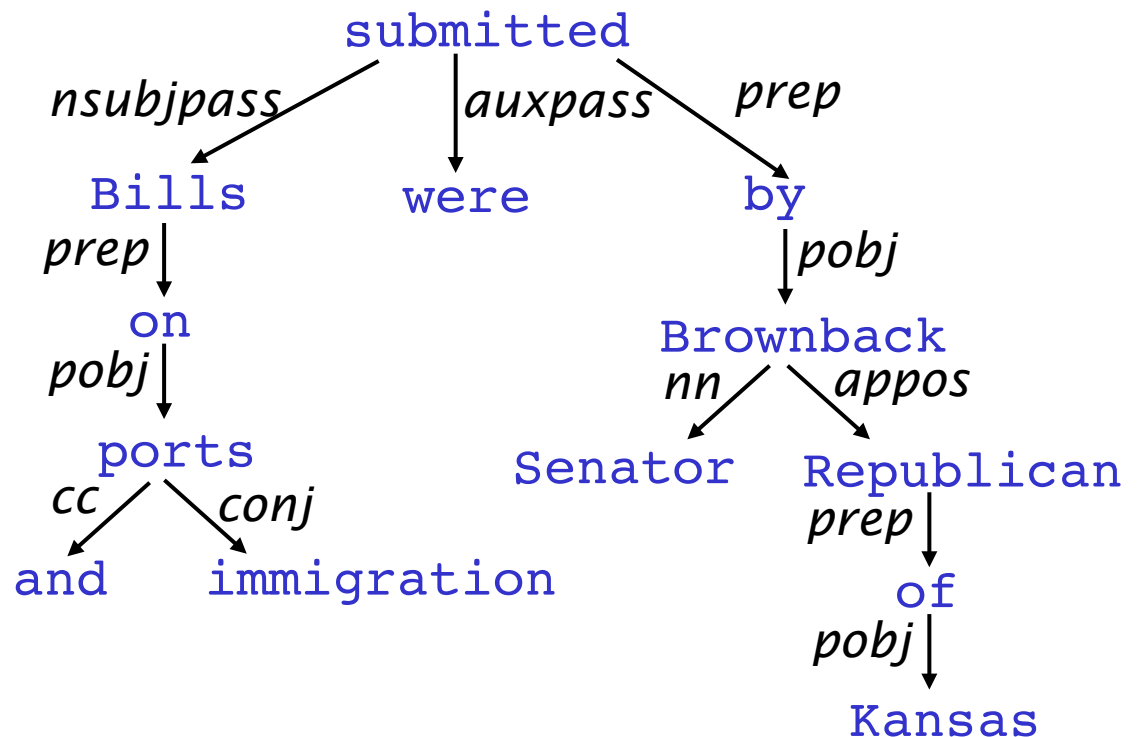 submitted
nsubjpass auxpass prep
Bills were by
prep pobj
on Brownback
pobj nn appos
ports Senator Republican
cc conj prep
and immigration of
pobj
Kansas